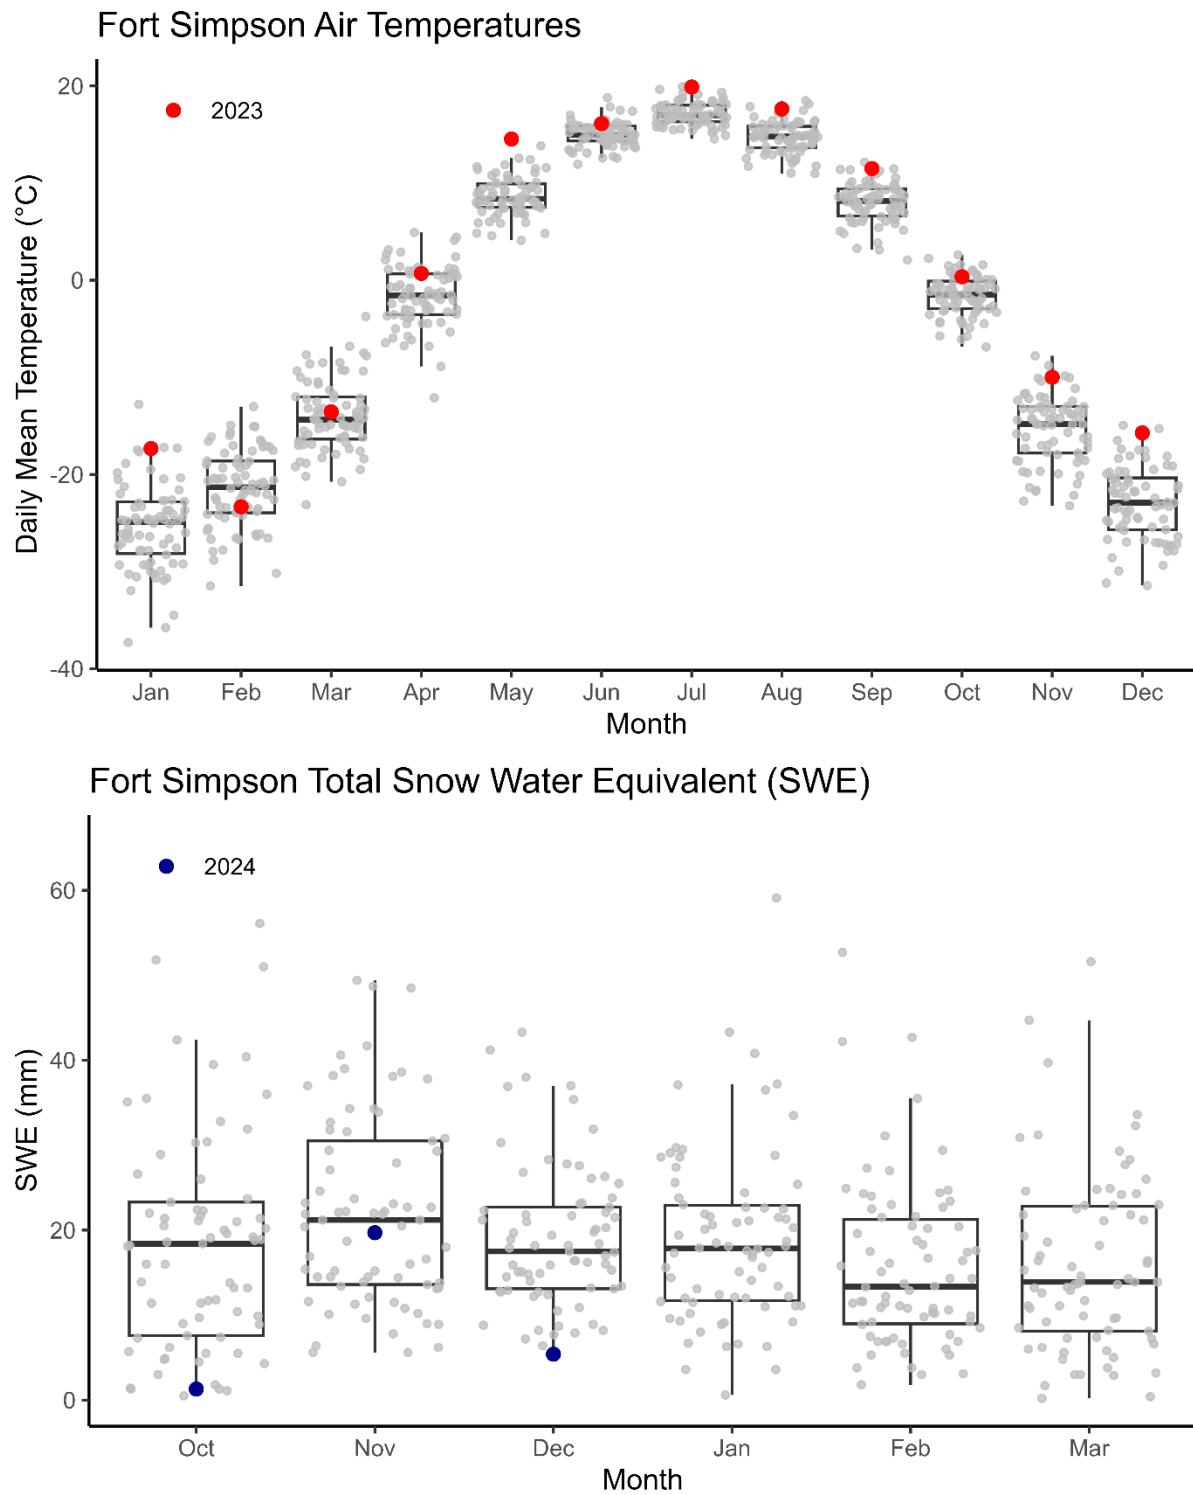 Fort Simpson Air Temperatures
2023
Daily Mean Temperature (°C)
20
0
-20
-40
Jan Feb Mar Apr May Jun Jul Aug Sep Oct Nov Dec
Month
Fort Simpson Total Snow Water Equivalent (SWE)
2024
SWE (mm)
60
40
20
0
Oct Nov Dec Jan Feb Mar
Month